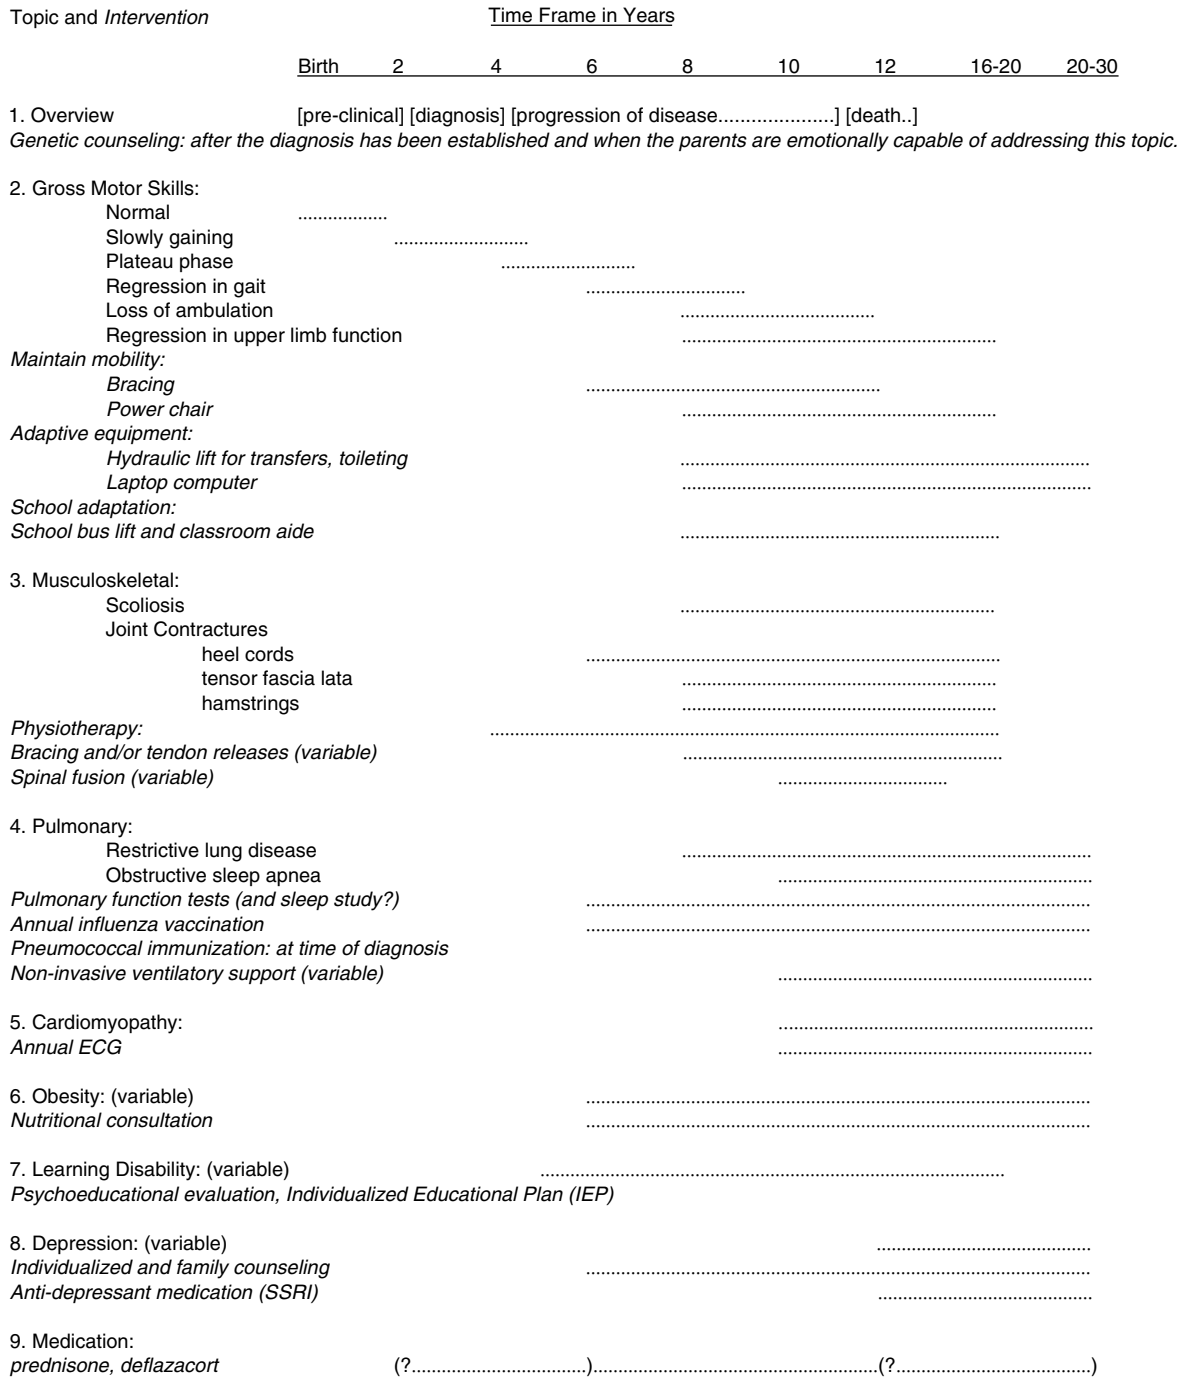 Topic and Intervention Time Frame in Years
Birth 2 4 6 8 10 12 16-20 20-30
1. Overview [pre-clinical] [diagnosis] [progression of disease.......................] [death..]
Genetic counseling: after the diagnosis has been established and when the parents are emotionally capable of addressing this topic.
2. Gross Motor Skills:
Normal ..................
Slowly gaining ...........................
Plateau phase ...........................
Regression in gait ................................
Loss of ambulation .......................................
Regression in upper limb function ...............................................................
Maintain mobility:
Bracing ...........................................................
Power chair ...............................................................
Adaptive equipment:
Hydraulic lift for transfers, toileting ..................................................................................
Laptop computer ..................................................................................
School adaptation:
School bus lift and classroom aide ................................................................
3. Musculoskeletal:
Scoliosis ...............................................................
Joint Contractures
heel cords ...................................................................................
tensor fascia lata ...............................................................
hamstrings ...............................................................
Physiotherapy: ......................................................................................................
Bracing and/or tendon releases (variable) ................................................................
Spinal fusion (variable) ..................................
4. Pulmonary:
Restrictive lung disease ..................................................................................
Obstructive sleep apnea ...............................................................
Pulmonary function tests (and sleep study?) .....................................................................................................
Annual influenza vaccination .....................................................................................................
Pneumococcal immunization: at time of diagnosis
Non-invasive ventilatory support (variable) ...............................................................
5. Cardiomyopathy: ...............................................................
Annual ECG ...............................................................
6. Obesity: (variable) .....................................................................................................
Nutritional consultation .....................................................................................................
7. Learning Disability: (variable) .............................................................................................
Psychoeducational evaluation, Individualized Educational Plan (IEP)
8. Depression: (variable) ...........................................
Individualized and family counseling .....................................................................................................
Anti-depressant medication (SSRI) ...........................................
9. Medication:
prednisone, deflazacort (?...................................).........................................................(?.......................................)